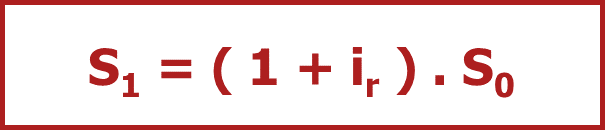 S₁ = ( 1 + iᵣ ) . S₀